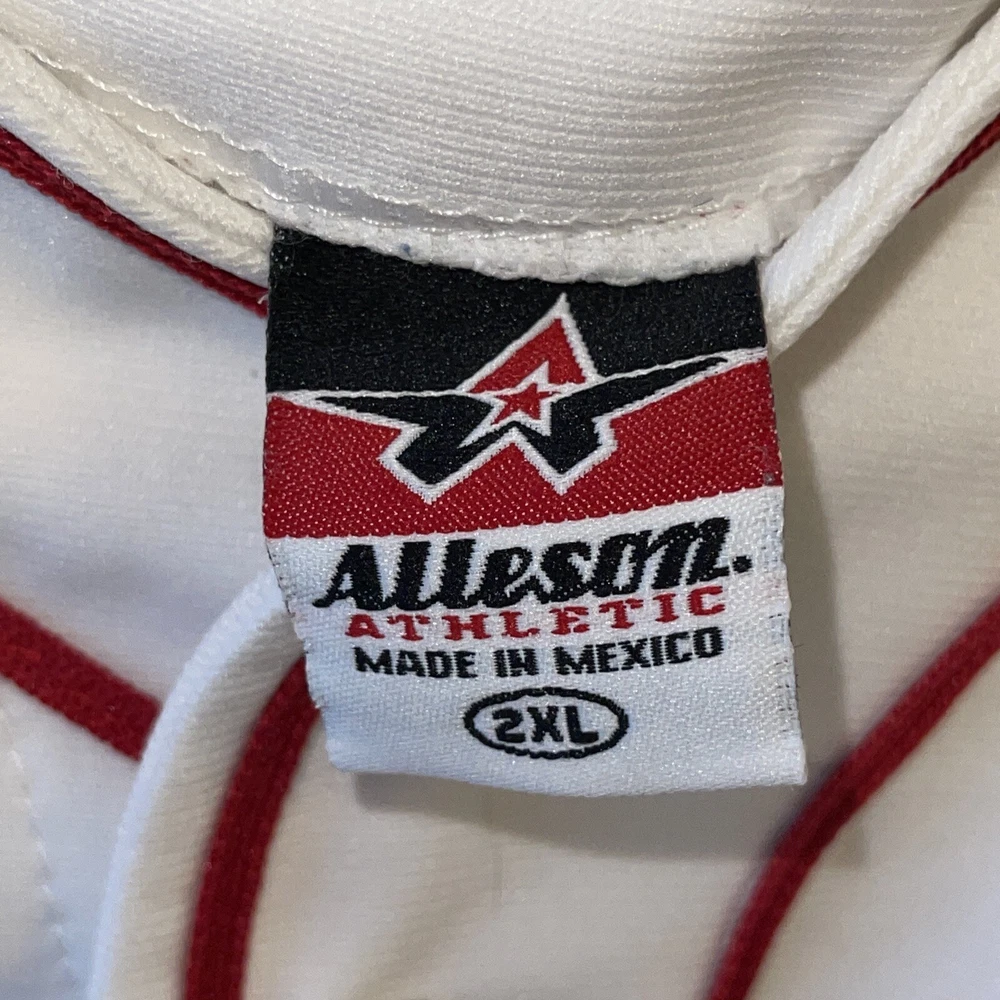 Alleson.
ATHLETIC
MADE IN MEXICO
2XL